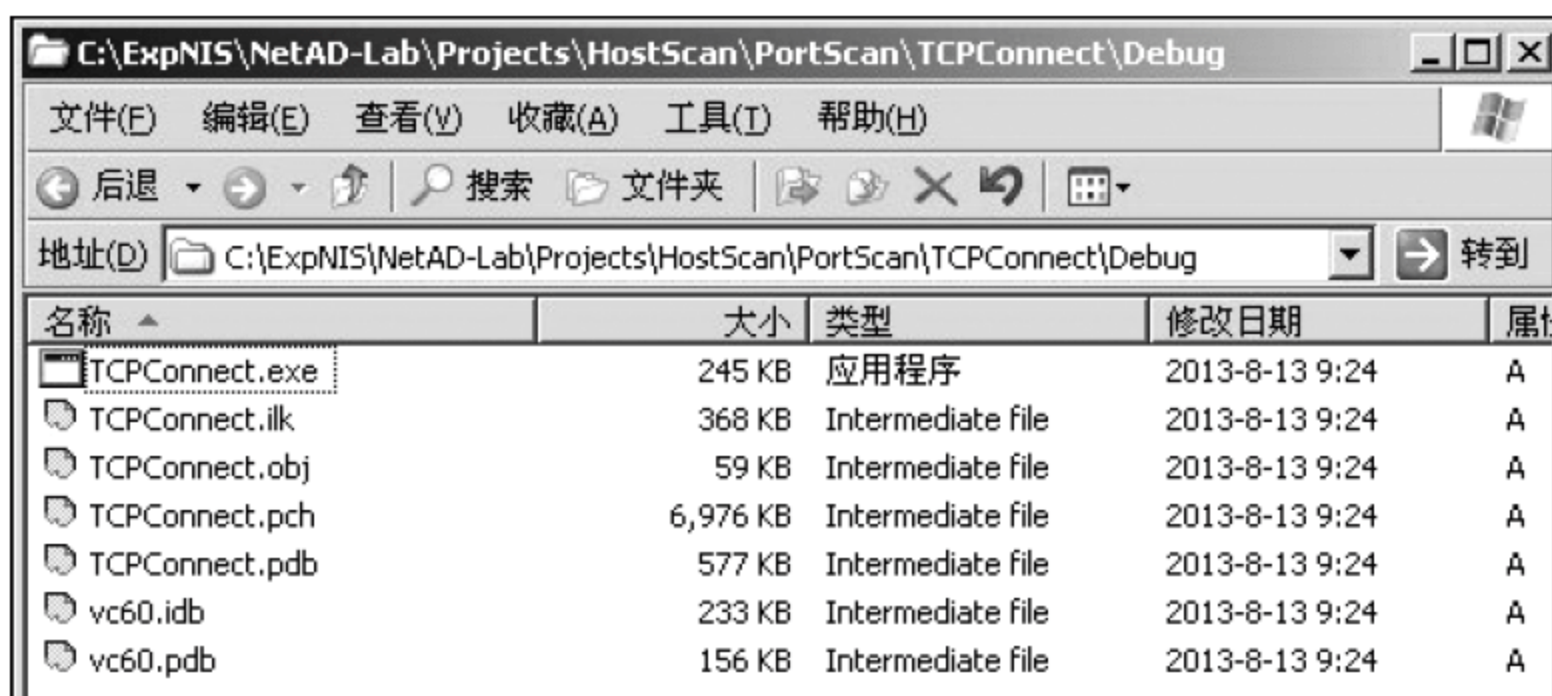 C:\ExpNIS\NetAD-Lab\Projects\HostScan\PortScan\TCPConnect\Debug
文件(F) 编辑(E) 查看(V) 收藏(A) 工具(T) 帮助(H)
后退 搜索 文件夹
地址(D) C:\ExpNIS\NetAD-Lab\Projects\HostScan\PortScan\TCPConnect\Debug 转到
名称 大小 类型 修改日期 属性
TCPConnect.exe 245 KB 应用程序 2013-8-13 9:24 A
TCPConnect.ilk 368 KB Intermediate file 2013-8-13 9:24 A
TCPConnect.obj 59 KB Intermediate file 2013-8-13 9:24 A
TCPConnect.pch 6,976 KB Intermediate file 2013-8-13 9:24 A
TCPConnect.pdb 577 KB Intermediate file 2013-8-13 9:24 A
vc60.idb 233 KB Intermediate file 2013-8-13 9:24 A
vc60.pdb 156 KB Intermediate file 2013-8-13 9:24 A